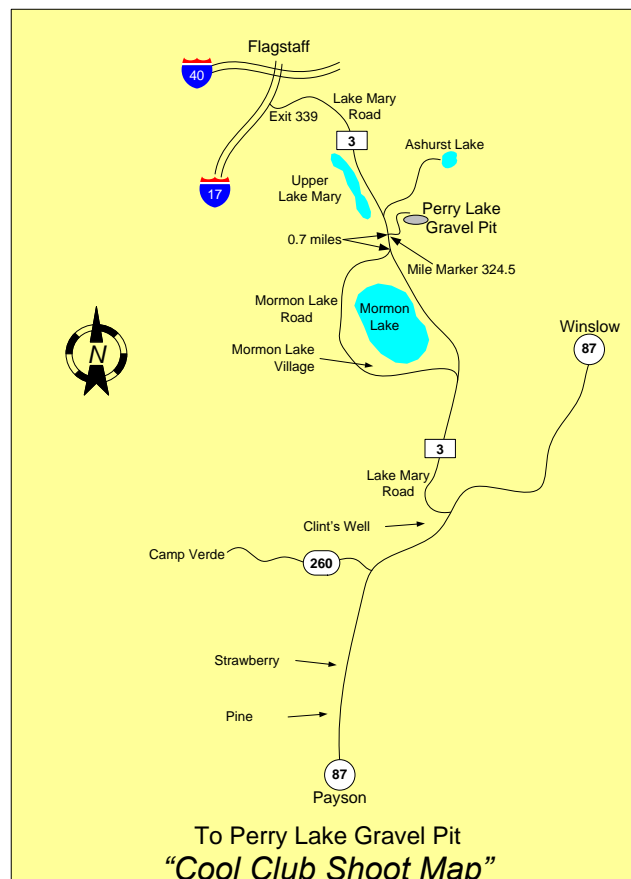 Flagstaff
40
Lake Mary
Road
Exit 339
3
Ashurst Lake
17
Upper
Lake Mary
Perry Lake
Gravel Pit
0.7 miles
Mile Marker 324.5
Mormon Lake
Road
Mormon
Lake
N
Winslow
87
Mormon Lake
Village
3
Lake Mary
Road
Clint's Well
Camp Verde
260
Strawberry
Pine
87
Payson
To Perry Lake Gravel Pit
“Cool Club Shoot Map”